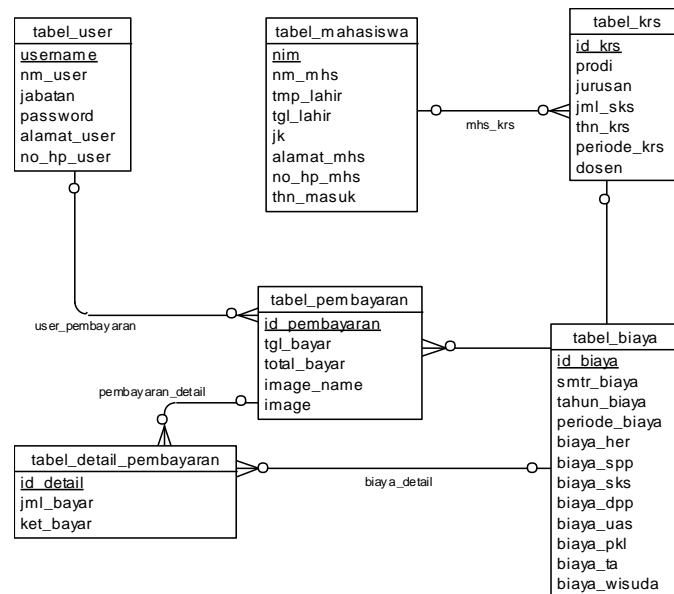 tabel_user
username
nm_user
jabatan
password
alamat_user
no_hp_user
tabel_mahasiswa
nim
nm_mhs
tmp_lahir
tgl_lahir
jk
alamat_mhs
no_hp_mhs
thn_masuk
mhs_krs
tabel_krs
id_krs
prodi
jurusan
jml_sks
thn_krs
periode_krs
dosen
user_pembayaran
tabel_pembayaran
id_pembayaran
tgl_bayar
total_bayar
image_name
image
pembayaran_detail
tabel_detail_pembayaran
id_detail
jml_bayar
ket_bayar
biaya_detail
tabel_biaya
id_biaya
smtr_biaya
tahun_biaya
periode_biaya
biaya_her
biaya_spp
biaya_sks
biaya_dpp
biaya_uas
biaya_pkl
biaya_ta
biaya_wisuda